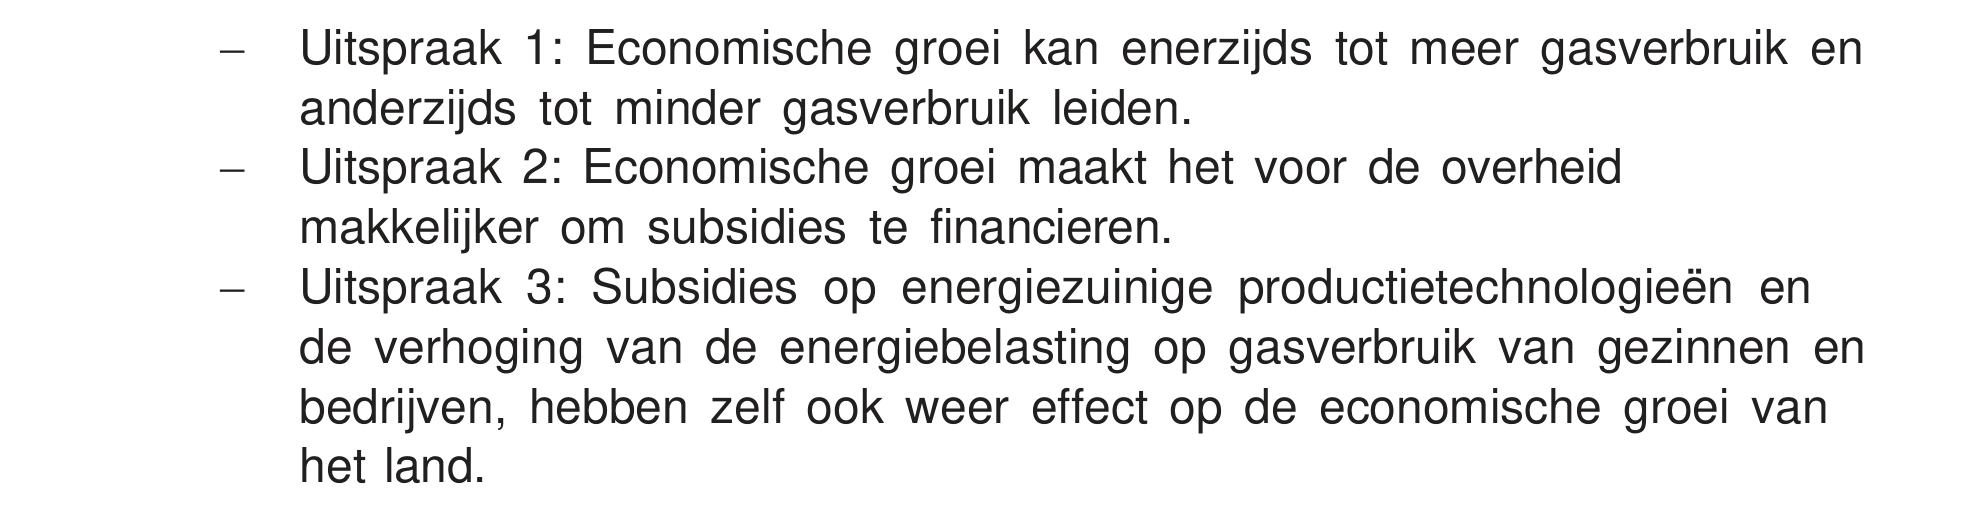 – Uitspraak 1: Economische groei kan enerzijds tot meer gasverbruik en
anderzijds tot minder gasverbruik leiden.
– Uitspraak 2: Economische groei maakt het voor de overheid
makkelijker om subsidies te financieren.
– Uitspraak 3: Subsidies op energiezuinige productietechnologieën en
de verhoging van de energiebelasting op gasverbruik van gezinnen en
bedrijven, hebben zelf ook weer effect op de economische groei van
het land.